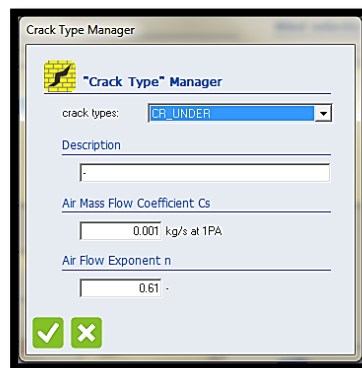 Crack Type Manager
"Crack Type" Manager
crack types: CR_UNDER
Description
-
Air Mass Flow Coefficient Cs
0.001 kg/s at 1PA
Air Flow Exponent n
0.61 -